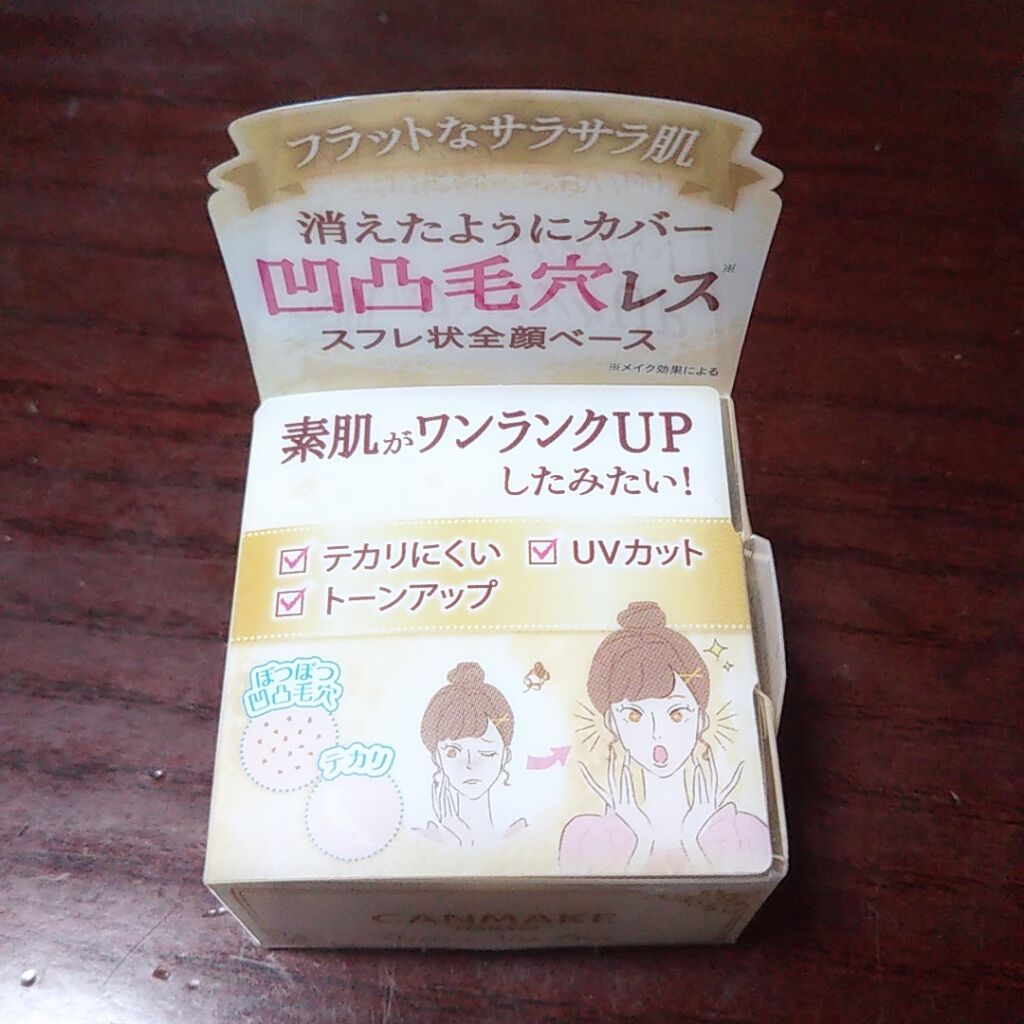 フラットなサラサラ肌
消えたようにカバー
凹凸毛穴レス※
スフレ状全顔ベース
※メイク効果による
素肌がワンランクUP
したみたい!
テカリにくい UVカット
トーンアップ
ぽつぽつ
凹凸毛穴
テカリ
CANMAKE